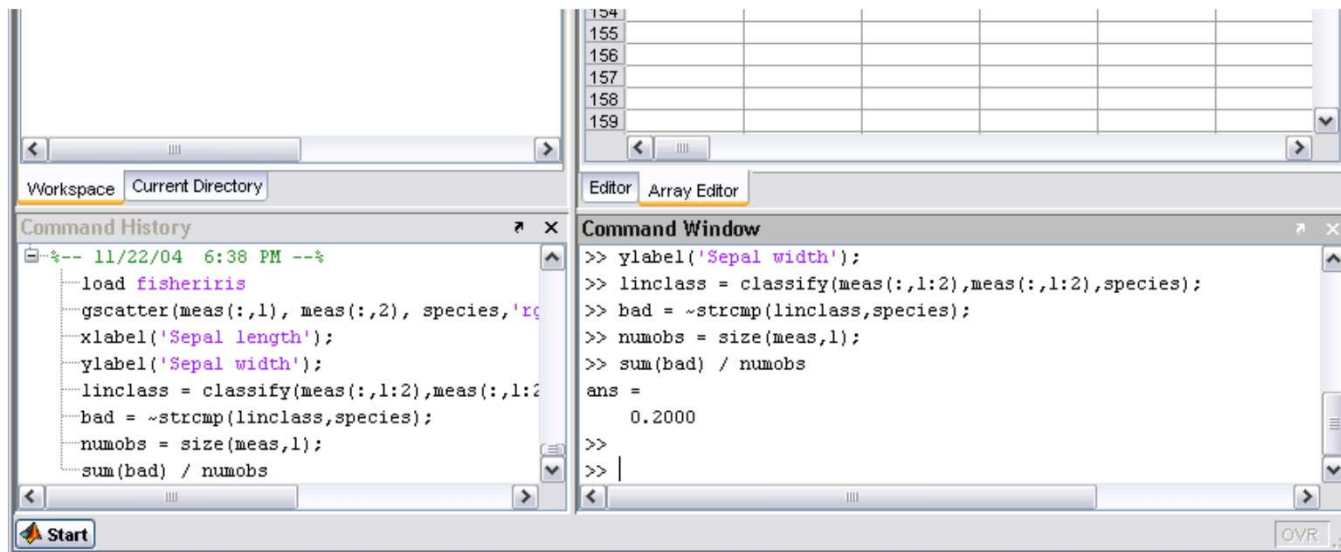 154
155
156
157
158
159
Workspace Current Directory
Editor Array Editor
Command History
%-- 11/22/04 6:38 PM --%
load fisheriris
gscatter(meas(:,1), meas(:,2), species,'rg
xlabel('Sepal length');
ylabel('Sepal width');
linclass = classify(meas(:,1:2),meas(:,1:2
bad = ~strcmp(linclass,species);
numobs = size(meas,1);
sum(bad) / numobs
Command Window
>> ylabel('Sepal width');
>> linclass = classify(meas(:,1:2),meas(:,1:2),species);
>> bad = ~strcmp(linclass,species);
>> numobs = size(meas,1);
>> sum(bad) / numobs
ans =
0.2000
>>
>>
Start
OVR